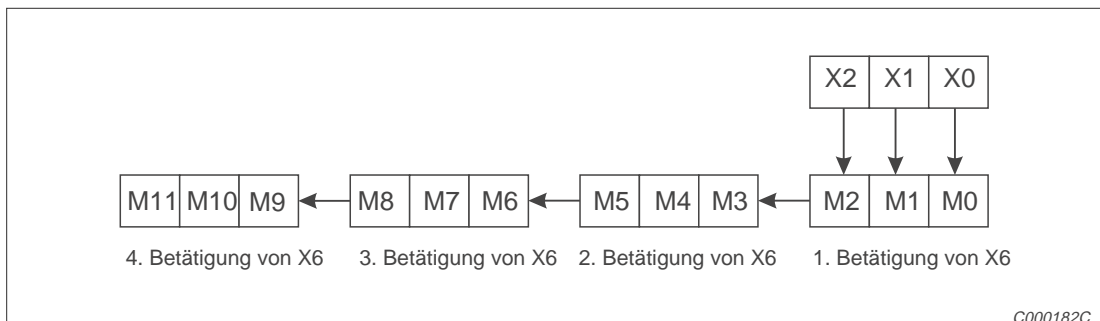 X2 X1 X0
M11 M10 M9 M8 M7 M6 M5 M4 M3 M2 M1 M0
4. Betätigung von X6 3. Betätigung von X6 2. Betätigung von X6 1. Betätigung von X6
C000182C